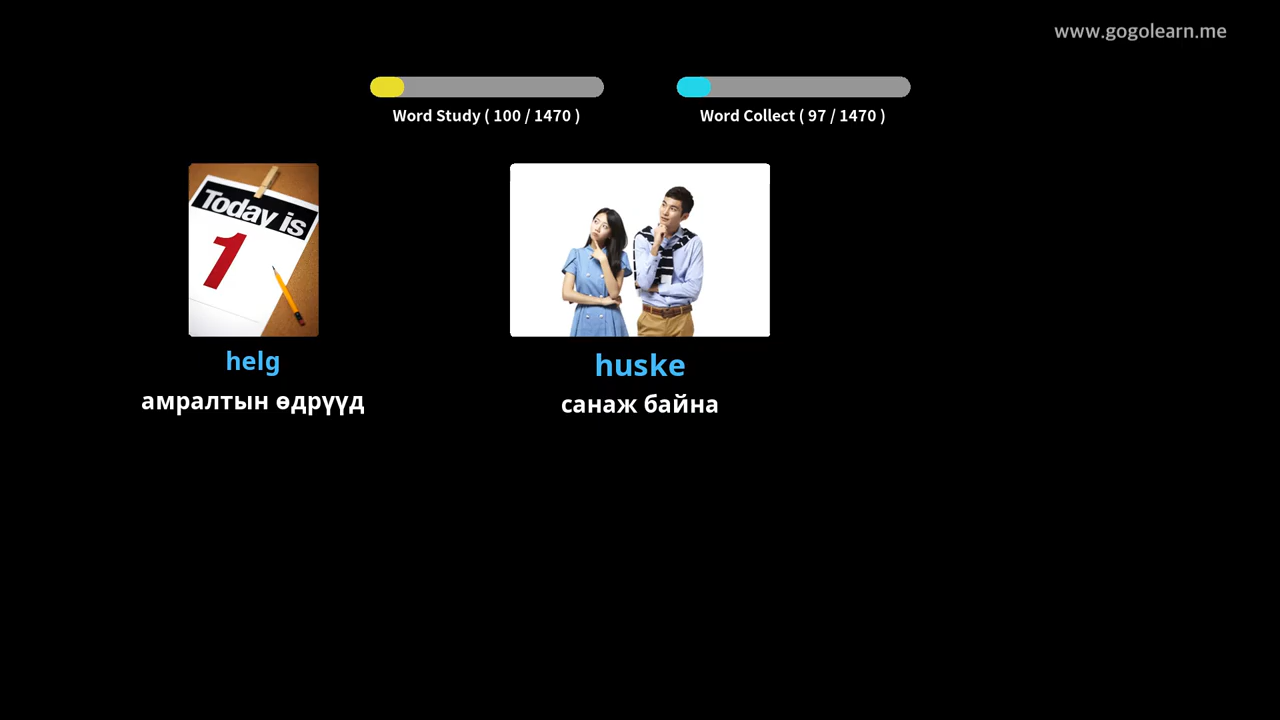 www.gogolearn.me
Word Study ( 100 / 1470 )
Word Collect ( 97 / 1470 )
Today is
1
helg
амралтын өдрүүд
huske
санаж байна